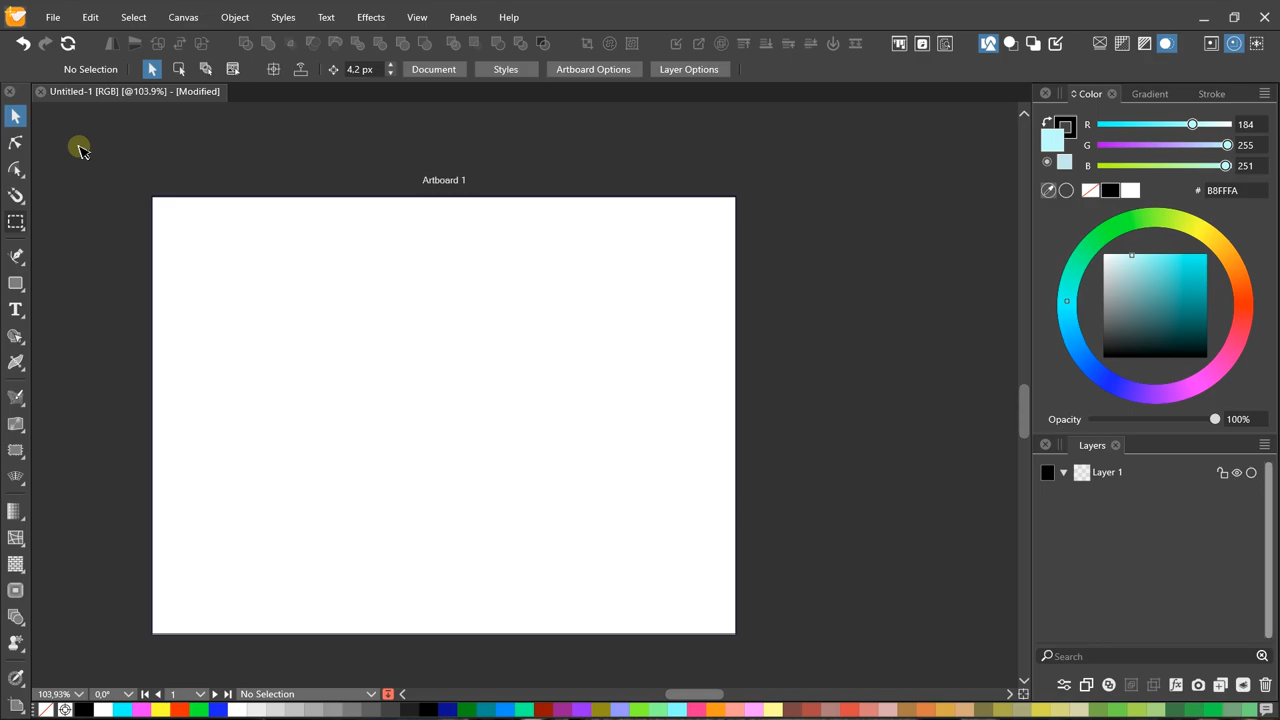 File Edit Select Canvas Object Styles Text Effects View Panels Help
No Selection 4,2 px Document Styles Artboard Options Layer Options
Untitled-1 [RGB] [@103.9%] - [Modified]
Color Gradient Stroke
R 184
G 255
B 251
# B8FFFA
Artboard 1
Opacity 100%
Layers
Layer 1
Search
103,93% 0,0° 1 No Selection